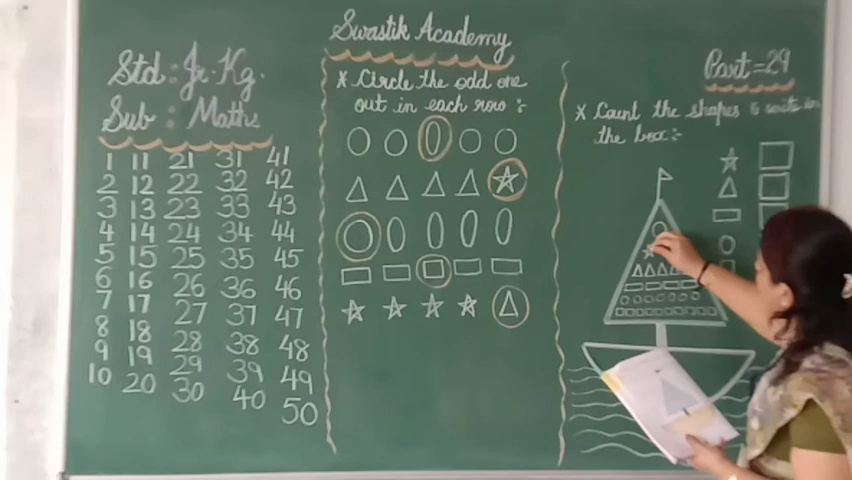 Swastik Academy
Std : Jr. Kg.
Sub : Maths
1 11 21 31 41
2 12 22 32 42
3 13 23 33 43
4 14 24 34 44
5 15 25 35 45
6 16 26 36 46
7 17 27 37 47
8 18 28 38 48
9 19 29 39 49
10 20 30 40 50
* Circle the odd one
out in each row :-
Part = 29
* Count the shapes & write in
the box :-